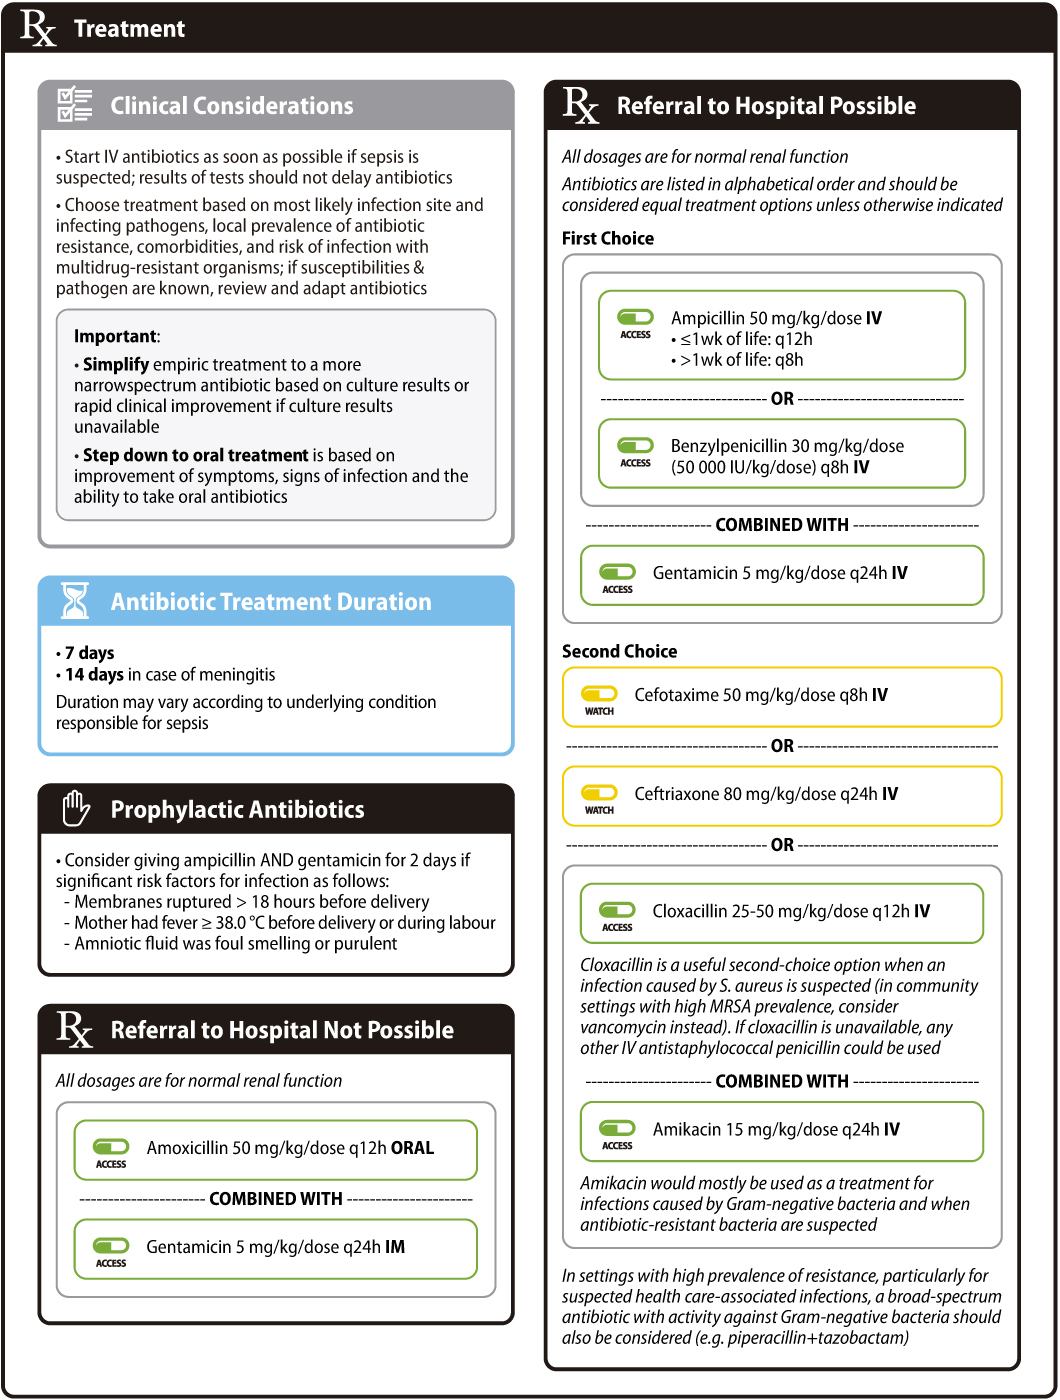 Rx Treatment
Clinical Considerations
• Start IV antibiotics as soon as possible if sepsis is
suspected; results of tests should not delay antibiotics
• Choose treatment based on most likely infection site and
infecting pathogens, local prevalence of antibiotic
resistance, comorbidities, and risk of infection with
multidrug-resistant organisms; if susceptibilities &
pathogen are known, review and adapt antibiotics
Important:
• Simplify empiric treatment to a more
narrowspectrum antibiotic based on culture results or
rapid clinical improvement if culture results
unavailable
• Step down to oral treatment is based on
improvement of symptoms, signs of infection and the
ability to take oral antibiotics
Antibiotic Treatment Duration
• 7 days
• 14 days in case of meningitis
Duration may vary according to underlying condition
responsible for sepsis
Prophylactic Antibiotics
• Consider giving ampicillin AND gentamicin for 2 days if
significant risk factors for infection as follows:
- Membranes ruptured > 18 hours before delivery
- Mother had fever ≥ 38.0 °C before delivery or during labour
- Amniotic fluid was foul smelling or purulent
Rx Referral to Hospital Not Possible
All dosages are for normal renal function
Amoxicillin 50 mg/kg/dose q12h ORAL
ACCESS
COMBINED WITH
Gentamicin 5 mg/kg/dose q24h IM
ACCESS
Rx Referral to Hospital Possible
All dosages are for normal renal function
Antibiotics are listed in alphabetical order and should be
considered equal treatment options unless otherwise indicated
First Choice
Ampicillin 50 mg/kg/dose IV
ACCESS
• ≤1wk of life: q12h
• >1wk of life: q8h
OR
Benzylpenicillin 30 mg/kg/dose
ACCESS
(50 000 IU/kg/dose) q8h IV
COMBINED WITH
Gentamicin 5 mg/kg/dose q24h IV
ACCESS
Second Choice
Cefotaxime 50 mg/kg/dose q8h IV
WATCH
OR
Ceftriaxone 80 mg/kg/dose q24h IV
WATCH
OR
Cloxacillin 25-50 mg/kg/dose q12h IV
ACCESS
Cloxacillin is a useful second-choice option when an
infection caused by S. aureus is suspected (in community
settings with high MRSA prevalence, consider
vancomycin instead). If cloxacillin is unavailable, any
other IV antistaphylococcal penicillin could be used
COMBINED WITH
Amikacin 15 mg/kg/dose q24h IV
ACCESS
Amikacin would mostly be used as a treatment for
infections caused by Gram-negative bacteria and when
antibiotic-resistant bacteria are suspected
In settings with high prevalence of resistance, particularly for
suspected health care-associated infections, a broad-spectrum
antibiotic with activity against Gram-negative bacteria should
also be considered (e.g. piperacillin+tazobactam)